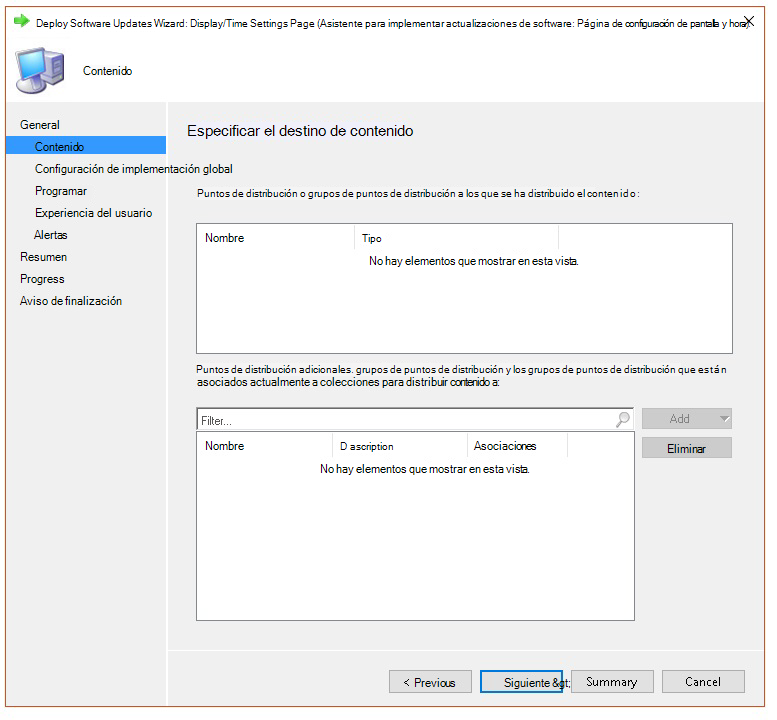 Deploy Software Updates Wizard: Display/Time Settings Page (Asistente para implementar actualizaciones de software: Página de configuración de pantalla y hora)
Contenido
General
Contenido
Configuración de implementación global
Programar
Experiencia del usuario
Alertas
Resumen
Progress
Aviso de finalización
Especificar el destino de contenido
Puntos de distribución o grupos de puntos de distribución a los que se ha distribuido el contenido:
Nombre Tipo
No hay elementos que mostrar en esta vista.
Puntos de distribución adicionales. grupos de puntos de distribución y los grupos de puntos de distribución que están
asociados actualmente a colecciones para distribuir contenido a:
Filter... Add
Eliminar
Nombre D ascription Asociaciones
No hay elementos que mostrar en esta vista.
< Previous Siguiente &gt; Summary Cancel